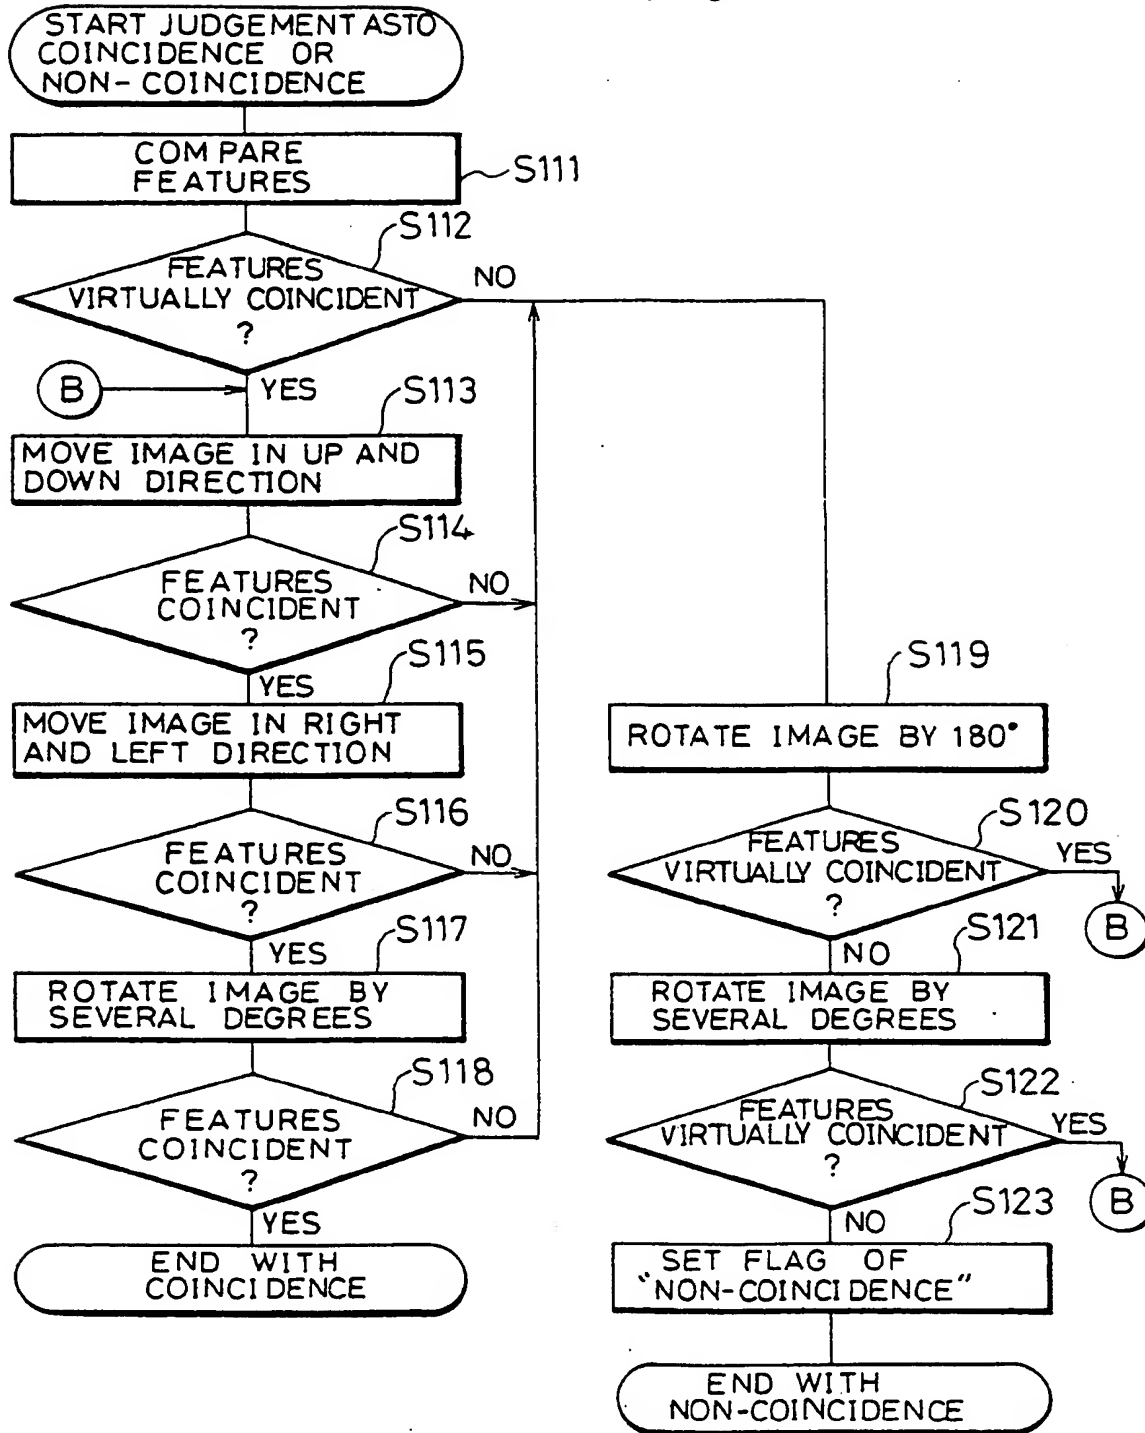 START JUDGEMENT ASTO
COINCIDENCE OR
NON-COINCIDENCE
COMPARE
FEATURES
S111
S112
FEATURES
VIRTUALLY COINCIDENT
?
NO
B
YES
S113
MOVE IMAGE IN UP AND
DOWN DIRECTION
S114
FEATURES
COINCIDENT
?
NO
YES
S115
MOVE IMAGE IN RIGHT
AND LEFT DIRECTION
S116
FEATURES
COINCIDENT
?
NO
YES
S117
ROTATE IMAGE BY
SEVERAL DEGREES
S118
FEATURES
COINCIDENT
?
NO
YES
END WITH
COINCIDENCE
S119
ROTATE IMAGE BY 180°
S120
FEATURES
VIRTUALLY COINCIDENT
?
YES
B
NO
S121
ROTATE IMAGE BY
SEVERAL DEGREES
S122
FEATURES
VIRTUALLY COINCIDENT
?
YES
B
NO
S123
SET FLAG OF
"NON-COINCIDENCE"
END WITH
NON-COINCIDENCE